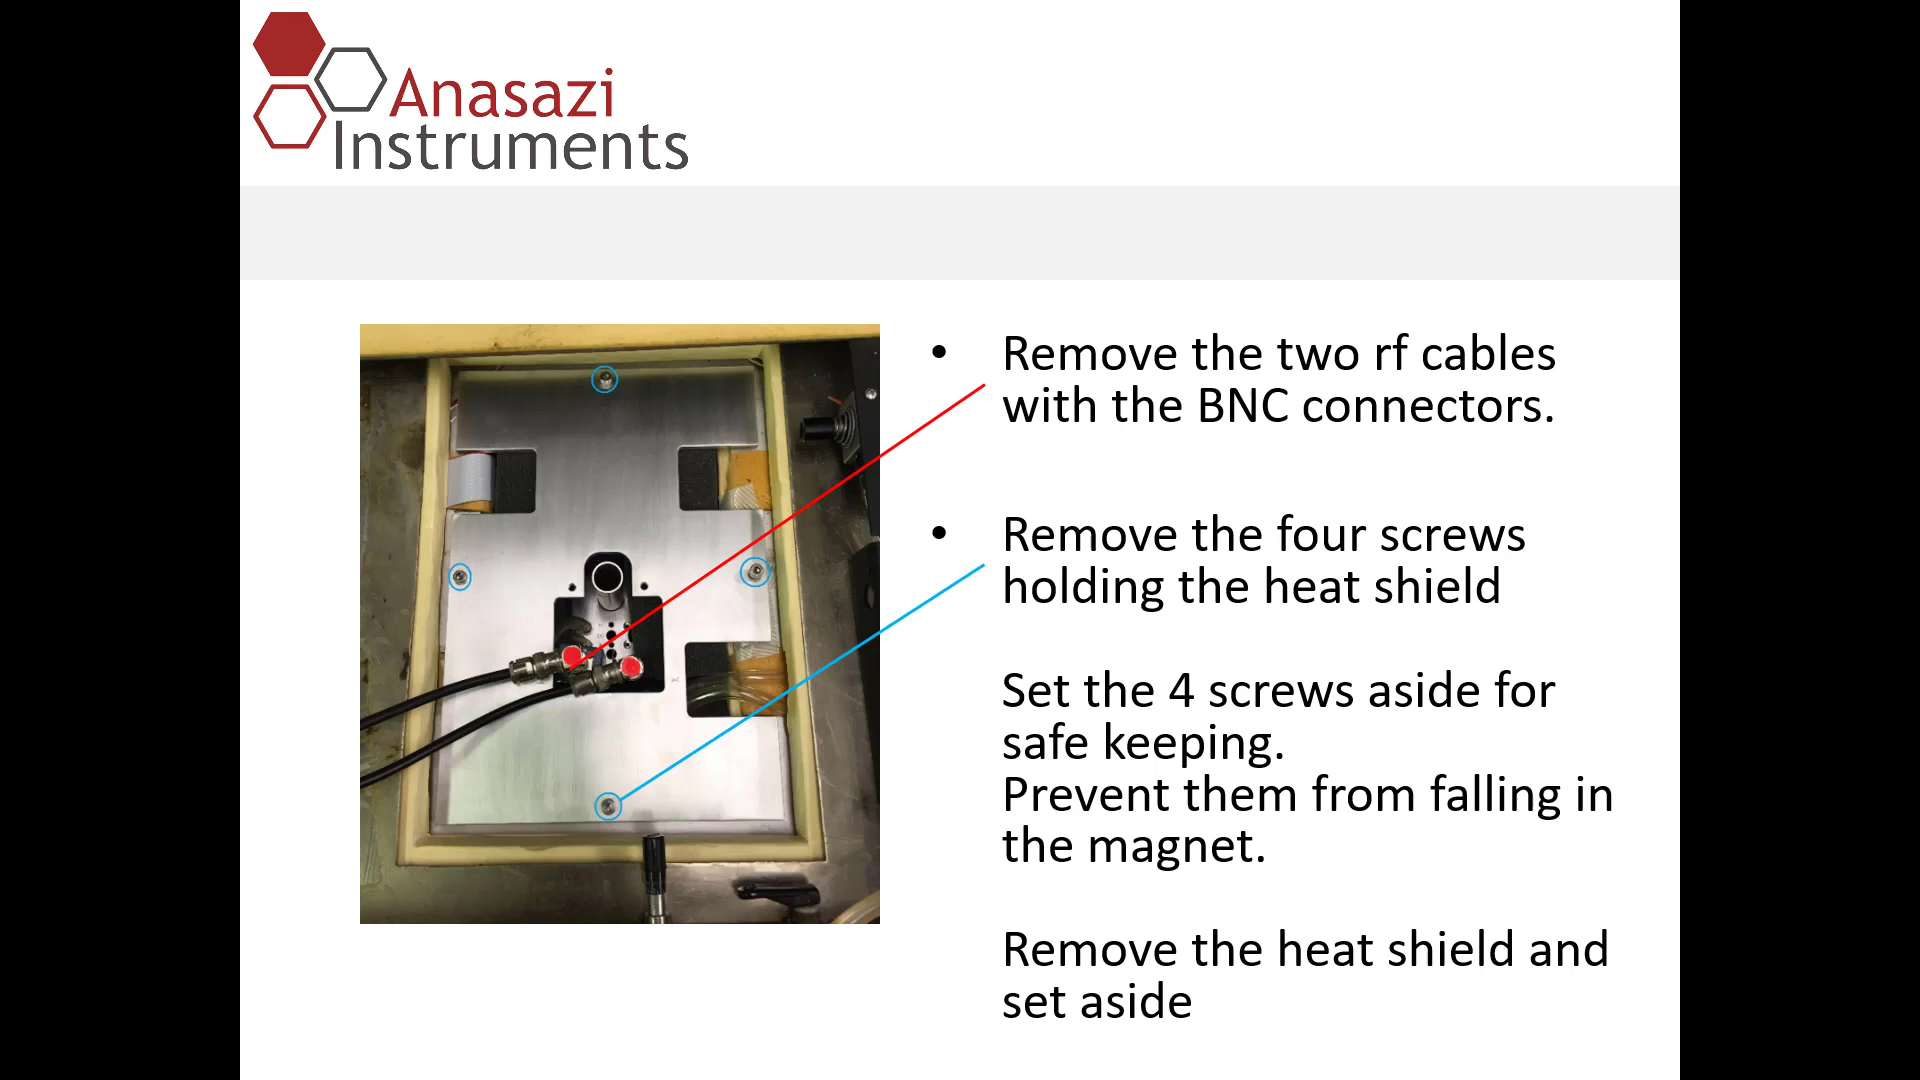 Anasazi
Instruments
• Remove the two rf cables
with the BNC connectors.
• Remove the four screws
holding the heat shield
Set the 4 screws aside for
safe keeping.
Prevent them from falling in
the magnet.
Remove the heat shield and
set aside